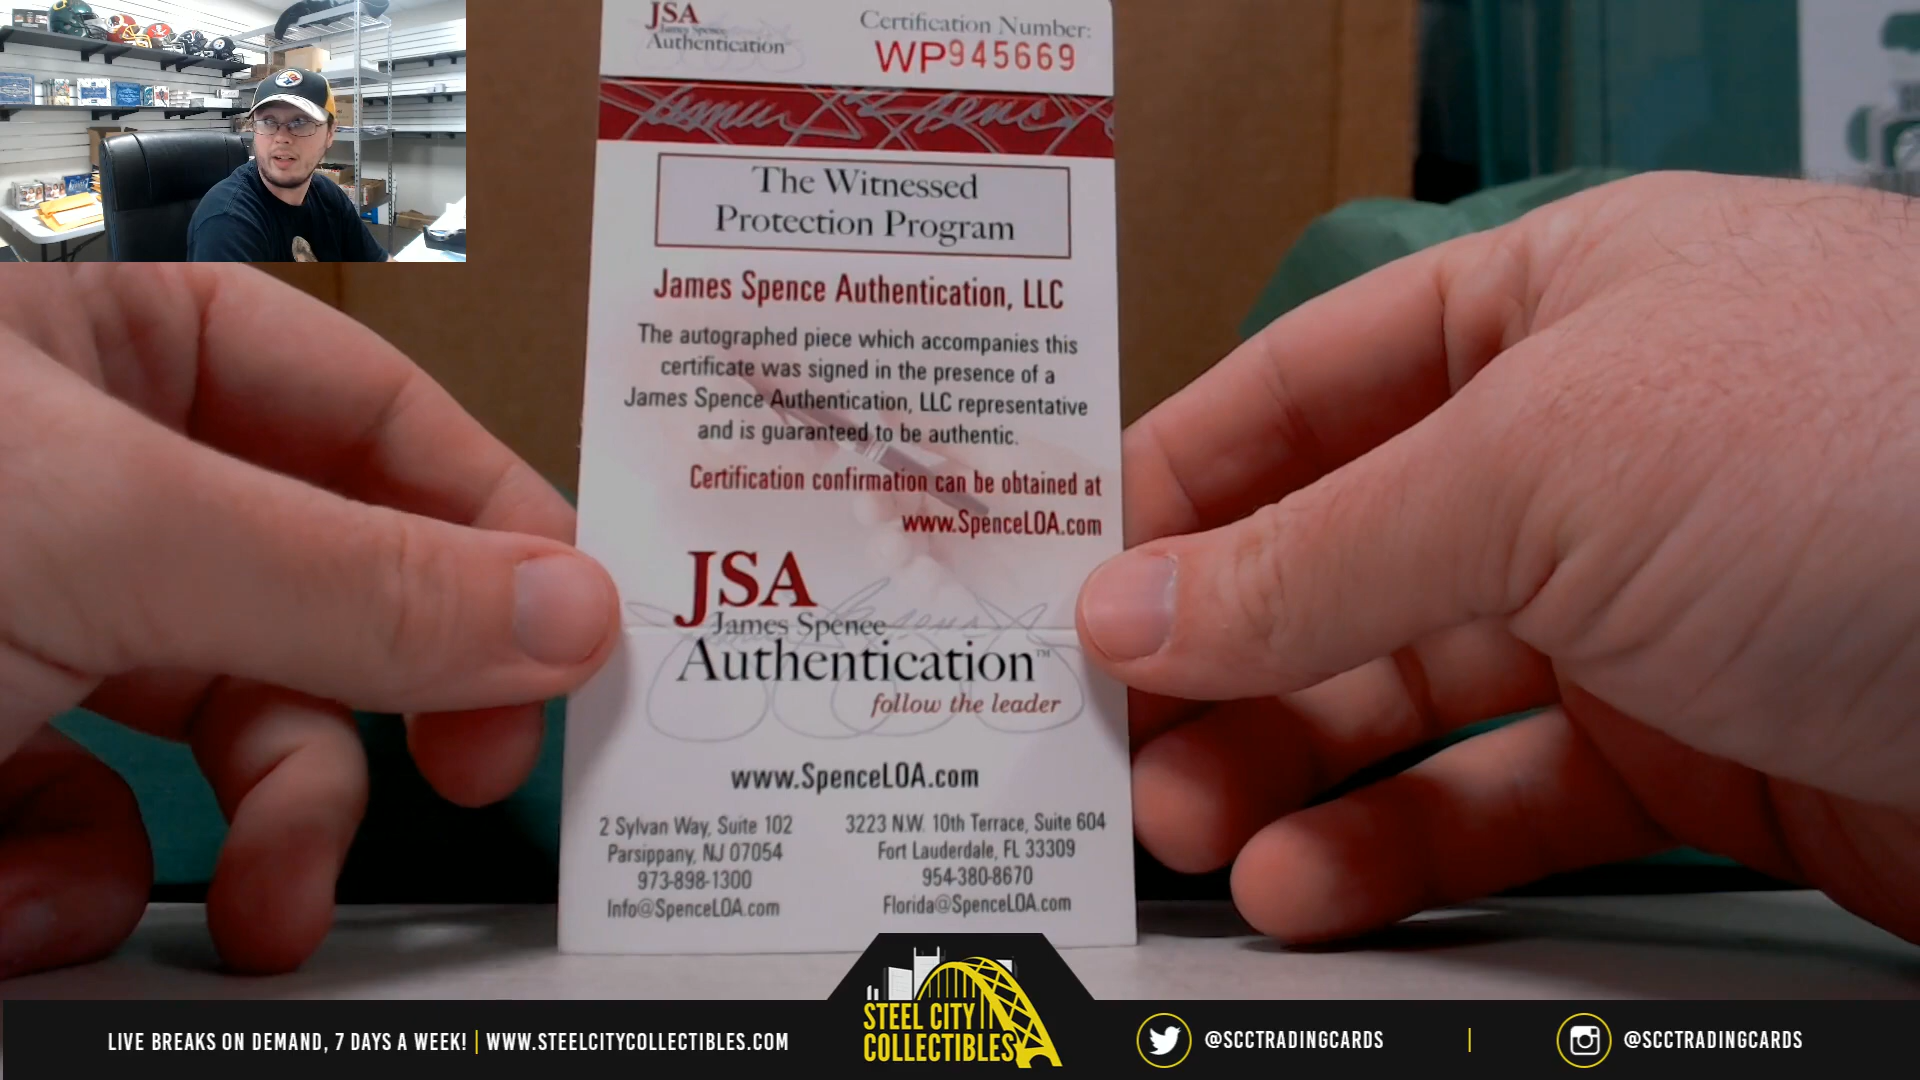 JSA
James Spence
Authentication
Certification Number:
WP945669
The Witnessed
Protection Program
James Spence Authentication, LLC
The autographed piece which accompanies this
certificate was signed in the presence of a
James Spence Authentication, LLC representative
and is guaranteed to be authentic.
Certification confirmation can be obtained at
www.SpenceLOA.com
JSA
James Spence
Authentication™
follow the leader
www.SpenceLOA.com
2 Sylvan Way, Suite 102
Parsippany, NJ 07054
973-898-1300
Info@SpenceLOA.com
3223 N.W. 10th Terrace, Suite 604
Fort Lauderdale, FL 33309
954-380-8670
Florida@SpenceLOA.com
LIVE BREAKS ON DEMAND, 7 DAYS A WEEK! | WWW.STEELCITYCOLLECTIBLES.COM
STEEL CITY
COLLECTIBLES
@SCCTRADINGCARDS | @SCCTRADINGCARDS